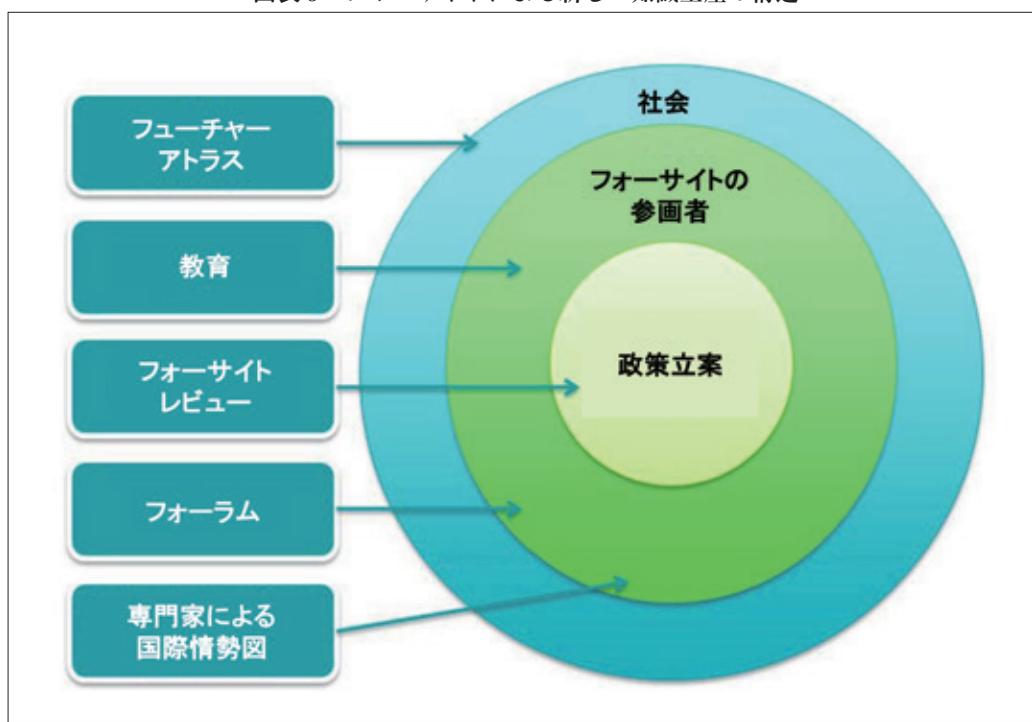 フューチャー
アトラス
教育
フォーサイト
レビュー
フォーラム
専門家による
国際情勢図
社会
フォーサイトの
参画者
政策立案